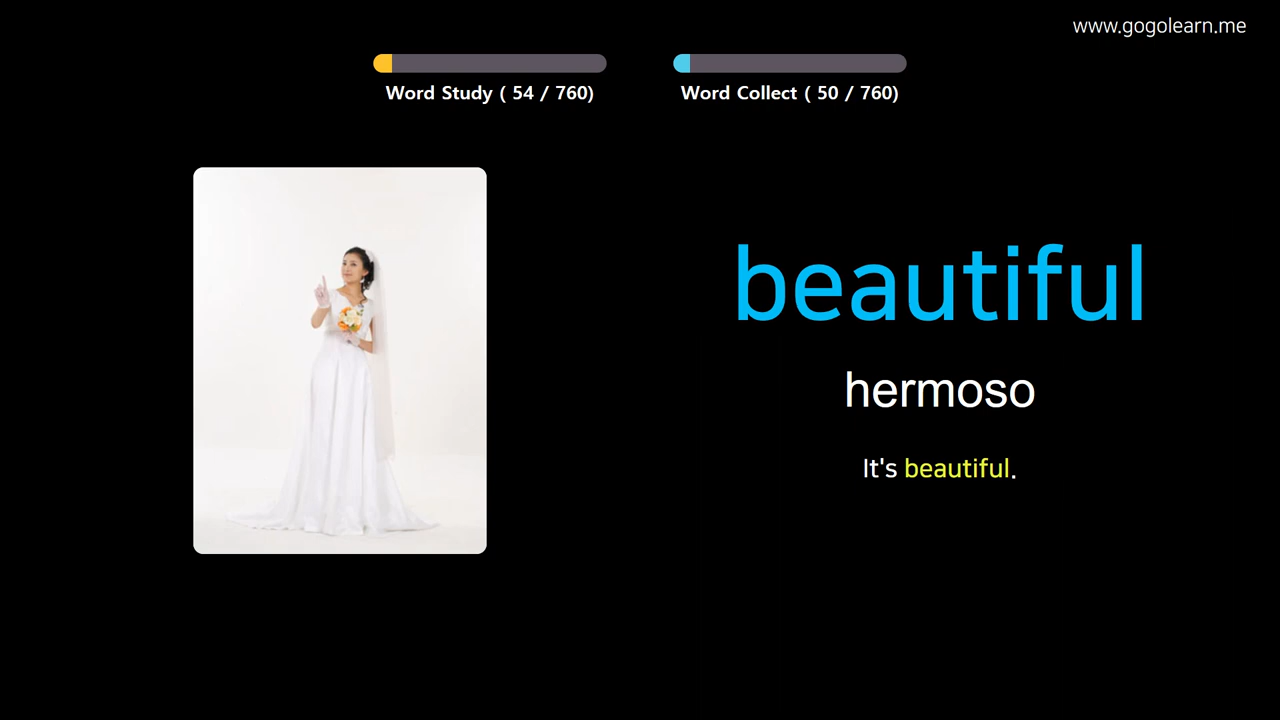 www.gogolearn.me
Word Study ( 54 / 760)
Word Collect ( 50 / 760)
beautiful
hermoso
It's beautiful.